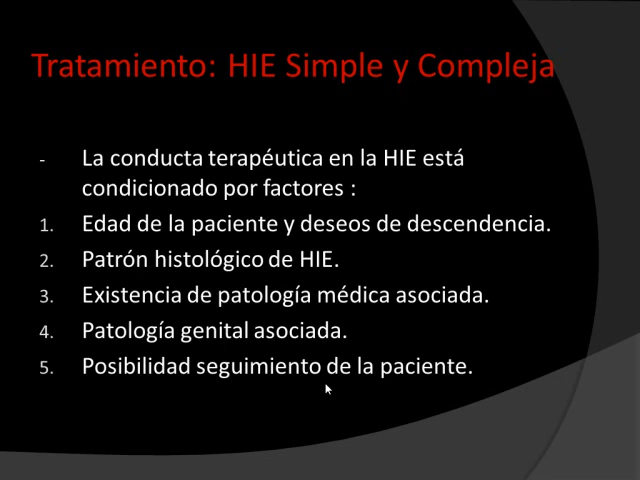 Tratamiento: HIE Simple y Compleja
- La conducta terapéutica en la HIE está
condicionado por factores :
1. Edad de la paciente y deseos de descendencia.
2. Patrón histológico de HIE.
3. Existencia de patología médica asociada.
4. Patología genital asociada.
5. Posibilidad seguimiento de la paciente.